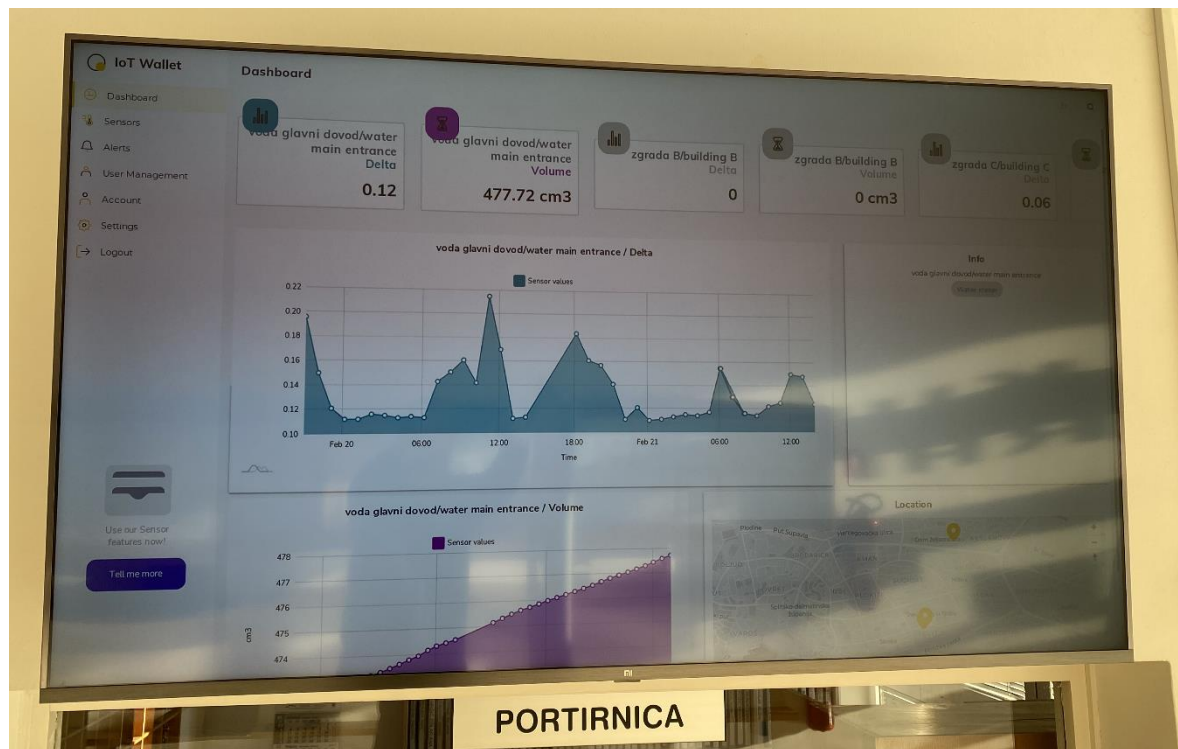 IoT Wallet
Dashboard
Sensors
Alerts
User Management
Account
Settings
Logout
Use our Sensor
features now!
Tell me more
Dashboard
voda glavni dovod/water
main entrance
Delta
0.12
voda glavni dovod/water
main entrance
Volume
477.72 cm3
zgrada B/building B
Delta
0
zgrada B/building B
Volume
0 cm3
zgrada C/building C
Delta
0.06
voda glavni dovod/water main entrance / Delta
Sensor values
0.22
0.20
0.18
0.16
0.14
0.12
0.10
Feb 20
06:00
12:00
18:00
Feb 21
06:00
12:00
Time
Info
voda glavni dovod/water main entrance
voda glavni dovod/water main entrance / Volume
Sensor values
478
477
476
475
474
cm3
Location
mi
PORTIRNICA